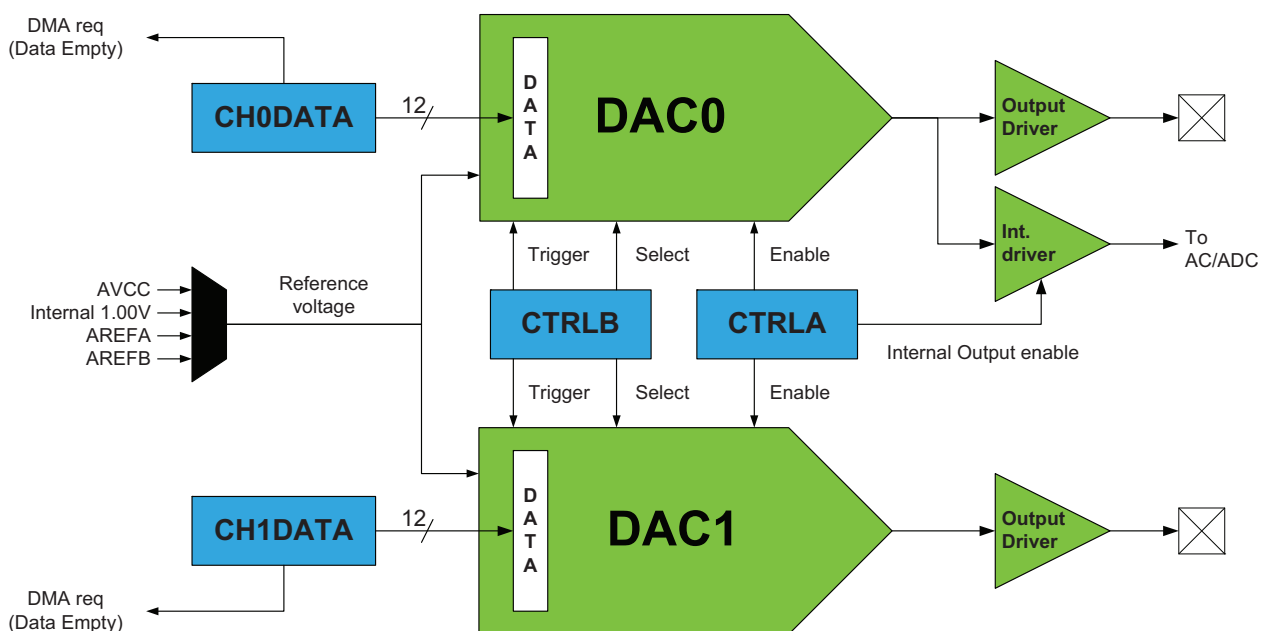 DMA req
(Data Empty)
CH0DATA
12
D
A
T
A
DAC0
Output
Driver
Int.
driver
To
AC/ADC
Trigger
Select
Enable
AVCC
Internal 1.00V
AREFA
AREFB
Reference
voltage
CTRLB
CTRLA
Internal Output enable
Trigger
Select
Enable
CH1DATA
12
D
A
T
A
DAC1
Output
Driver
DMA req
(Data Empty)